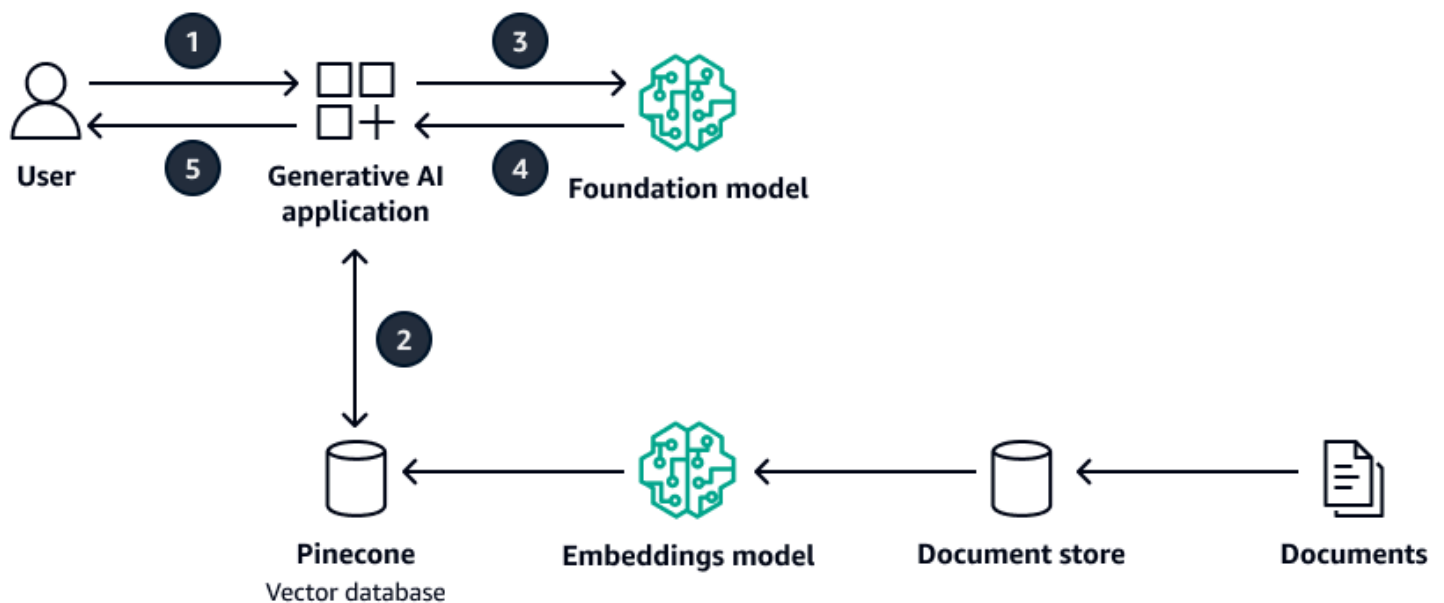 1
3
5
4
User
Generative AI
application
Foundation model
2
Pinecone
Vector database
Embeddings model
Document store
Documents